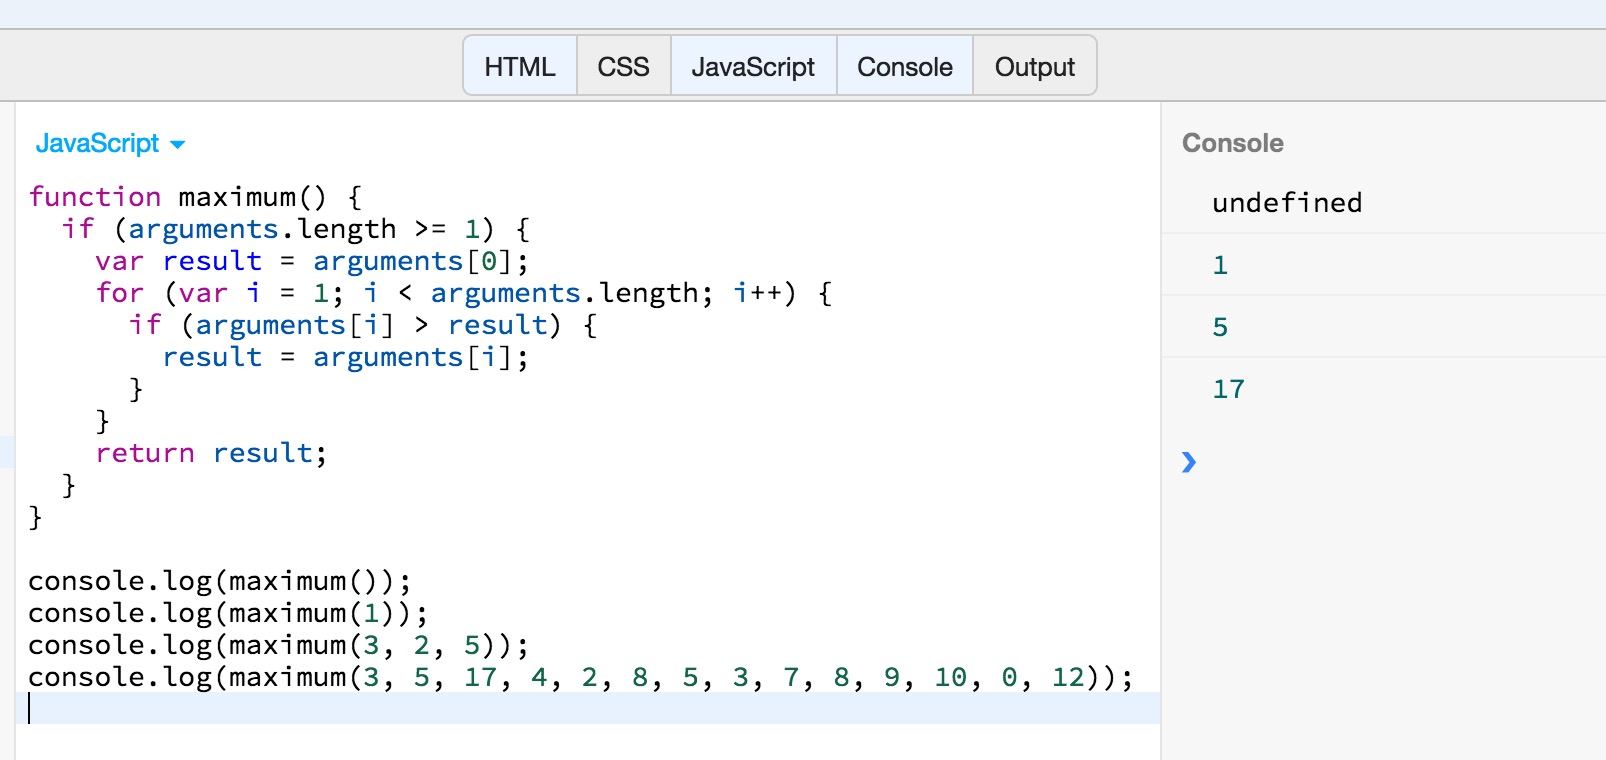 HTML CSS JavaScript Console Output
JavaScript
function maximum() {
  if (arguments.length >= 1) {
    var result = arguments[0];
    for (var i = 1; i < arguments.length; i++) {
      if (arguments[i] > result) {
        result = arguments[i];
      }
    }
    return result;
  }
}
console.log(maximum());
console.log(maximum(1));
console.log(maximum(3, 2, 5));
console.log(maximum(3, 5, 17, 4, 2, 8, 5, 3, 7, 8, 9, 10, 0, 12));
Console
undefined
1
5
17